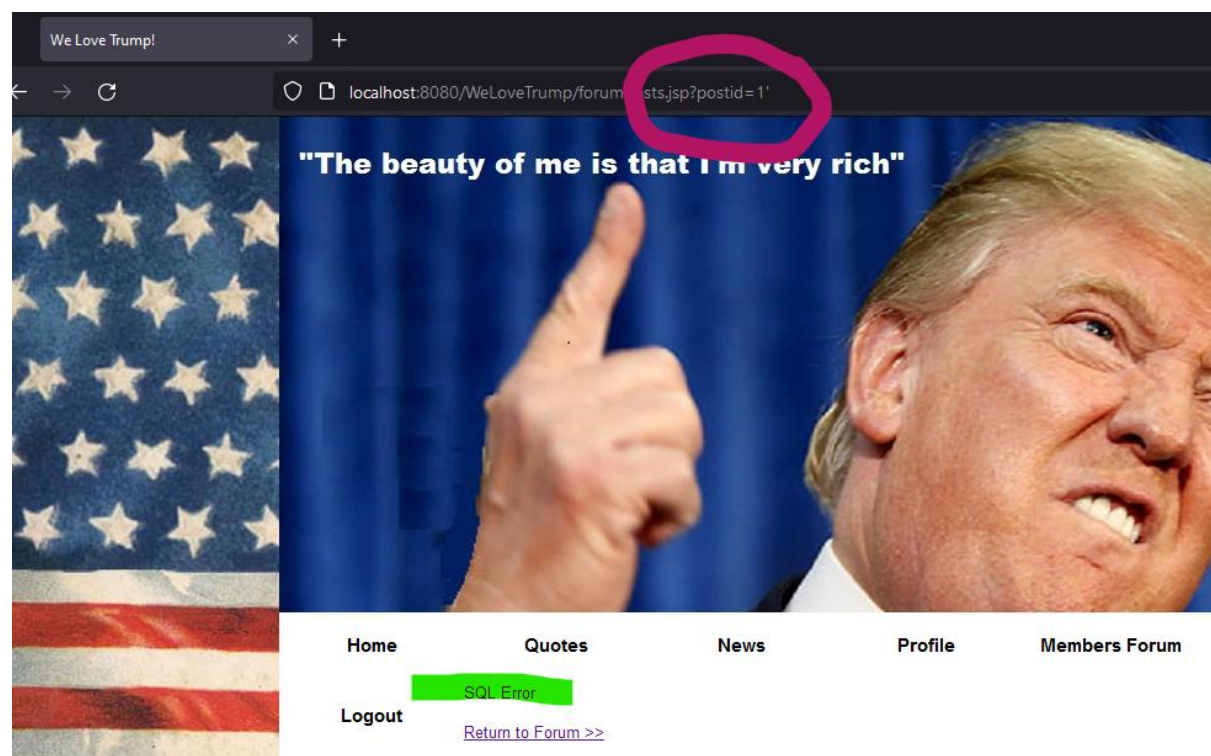 We Love Trump!
localhost:8080/WeLoveTrump/forum sts.jsp?postid=1'
"The beauty of me is that I'm very rich"
Home Quotes News Profile Members Forum
SQL Error
Logout
Return to Forum >>